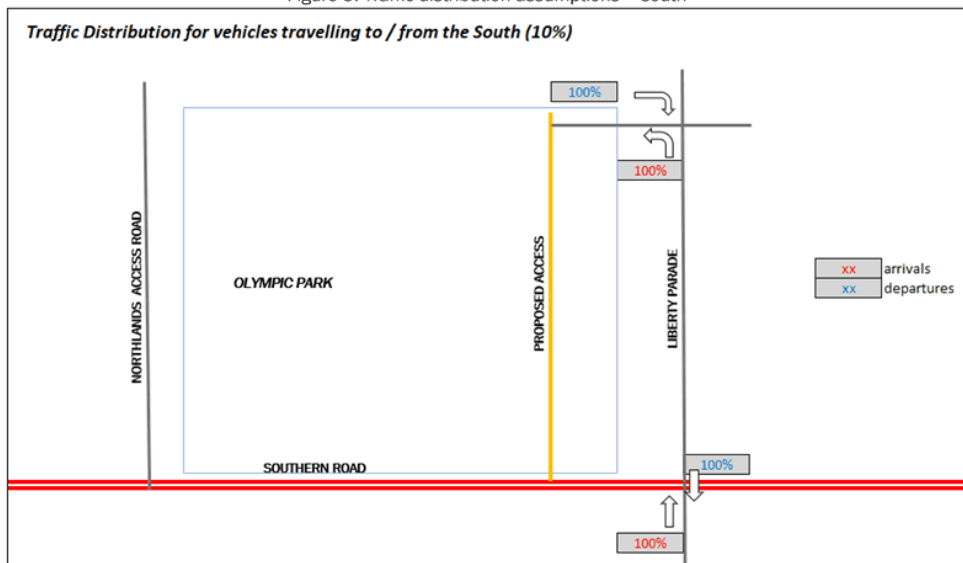 Traffic Distribution for vehicles travelling to / from the South (10%)
100%
100%
NORTHLANDS ACCESS ROAD
OLYMPIC PARK
PROPOSED ACCESS
LIBERTY PARADE
xx arrivals
xx departures
SOUTHERN ROAD
100%
100%